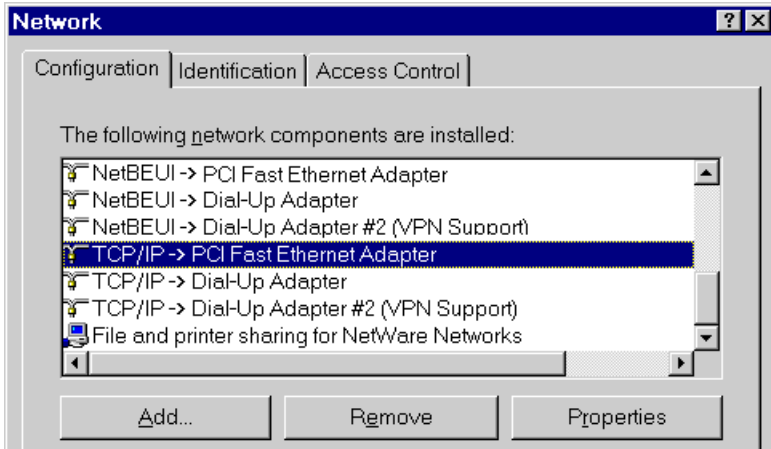 Network
Configuration Identification Access Control
The following network components are installed:
NetBEUI -> PCI Fast Ethernet Adapter
NetBEUI -> Dial-Up Adapter
NetBEUI -> Dial-Up Adapter #2 (VPN Support)
TCP/IP -> PCI Fast Ethernet Adapter
TCP/IP -> Dial-Up Adapter
TCP/IP -> Dial-Up Adapter #2 (VPN Support)
File and printer sharing for NetWare Networks
Add... Remove Properties